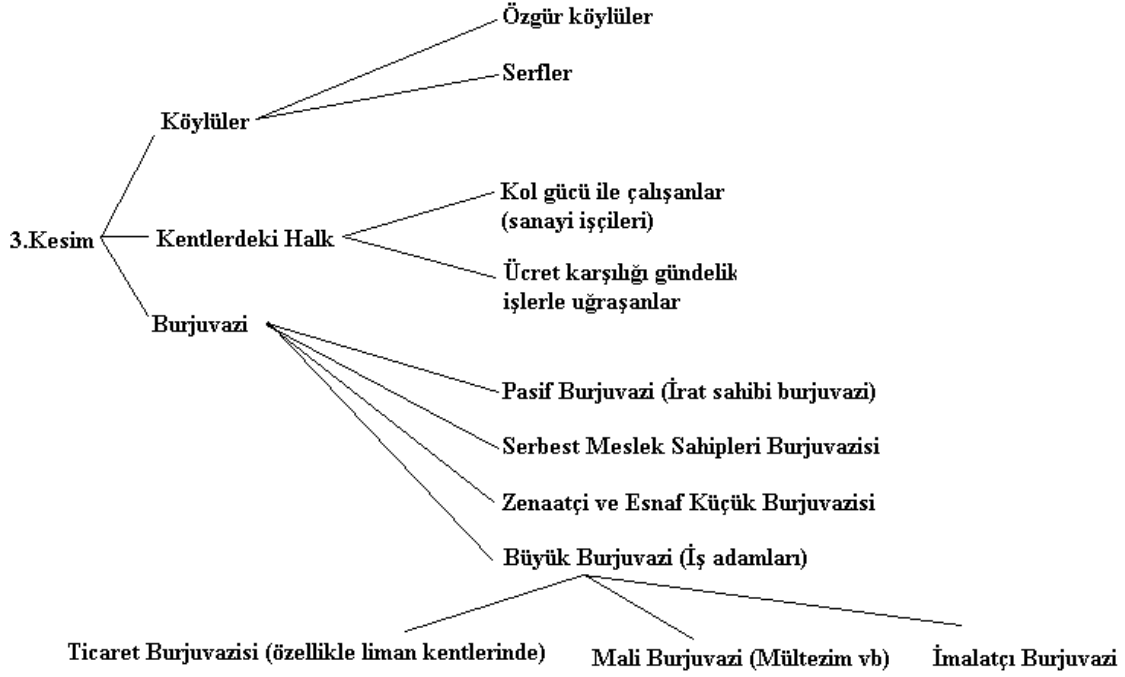 Özgür köylüler
Serfler
Köylüler
Kol gücü ile çalışanlar
(sanayi işçileri)
3.Kesim
Kentlerdeki Halk
Ücret karşılığı gündelik
işlerle uğraşanlar
Burjuvazi
Pasif Burjuvazi (İrat sahibi burjuvazi)
Serbest Meslek Sahipleri Burjuvazisi
Zenaatçi ve Esnaf Küçük Burjuvazisi
Büyük Burjuvazi (İş adamları)
Ticaret Burjuvazisi (özellikle liman kentlerinde)
Mali Burjuvazi (Mültezim vb)
İmalatçı Burjuvazi